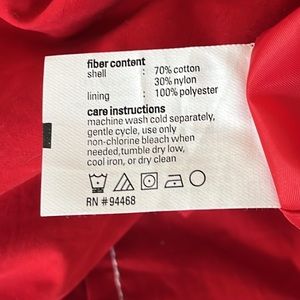 fiber content
shell : 70% cotton
30% nylon
lining : 100% polyester
care instructions
machine wash cold separately,
gentle cycle, use only
non-chlorine bleach when
needed,tumble dry low,
cool iron, or dry clean
RN #94468